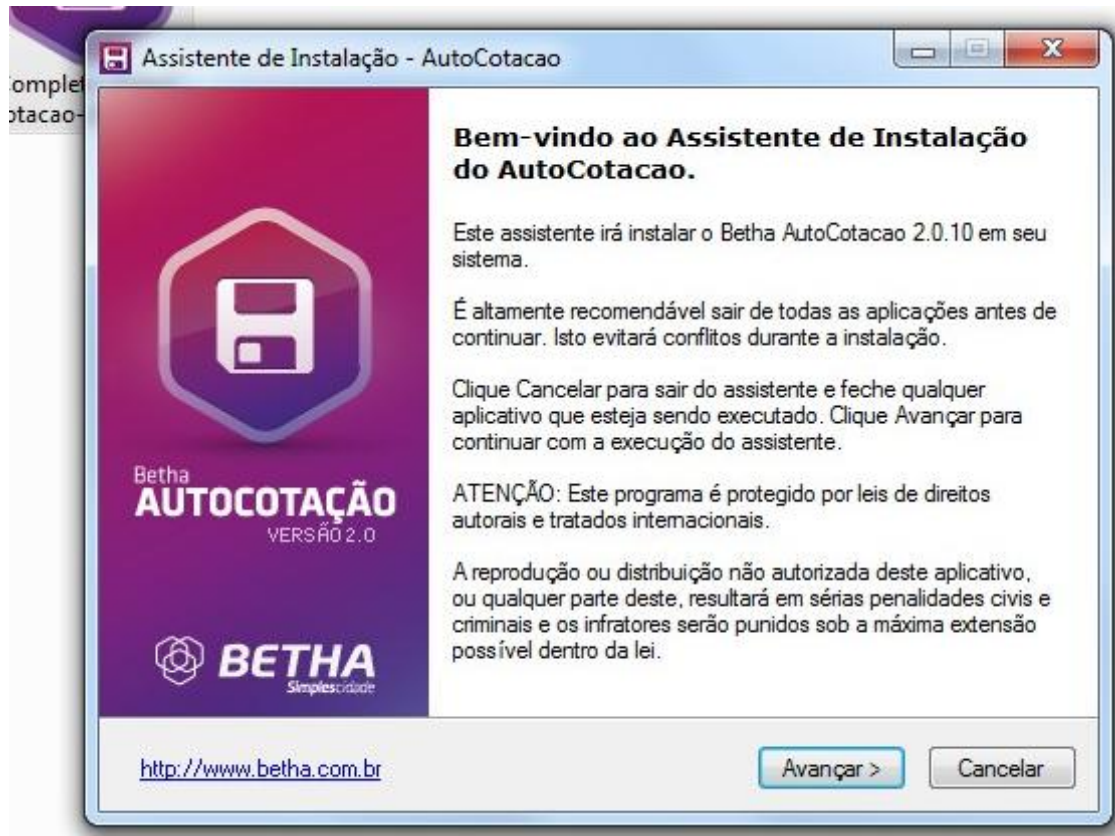 Assistente de Instalação - AutoCotacao
omple
otacao-
Bem-vindo ao Assistente de Instalação
do AutoCotacao.
Este assistente irá instalar o Betha AutoCotacao 2.0.10 em seu
sistema.
É altamente recomendável sair de todas as aplicações antes de
continuar. Isto evitará conflitos durante a instalação.
Clique Cancelar para sair do assistente e feche qualquer
aplicativo que esteja sendo executado. Clique Avançar para
continuar com a execução do assistente.
ATENÇÃO: Este programa é protegido por leis de direitos
autorais e tratados internacionais.
A reprodução ou distribuição não autorizada deste aplicativo,
ou qualquer parte deste, resultará em sérias penalidades civis e
criminais e os infratores serão punidos sob a máxima extensão
possível dentro da lei.
Betha
AUTOCOTAÇÃO
VERSÃO 2.0
BETHA
Simplescidade
http://www.betha.com.br
Avançar >
Cancelar